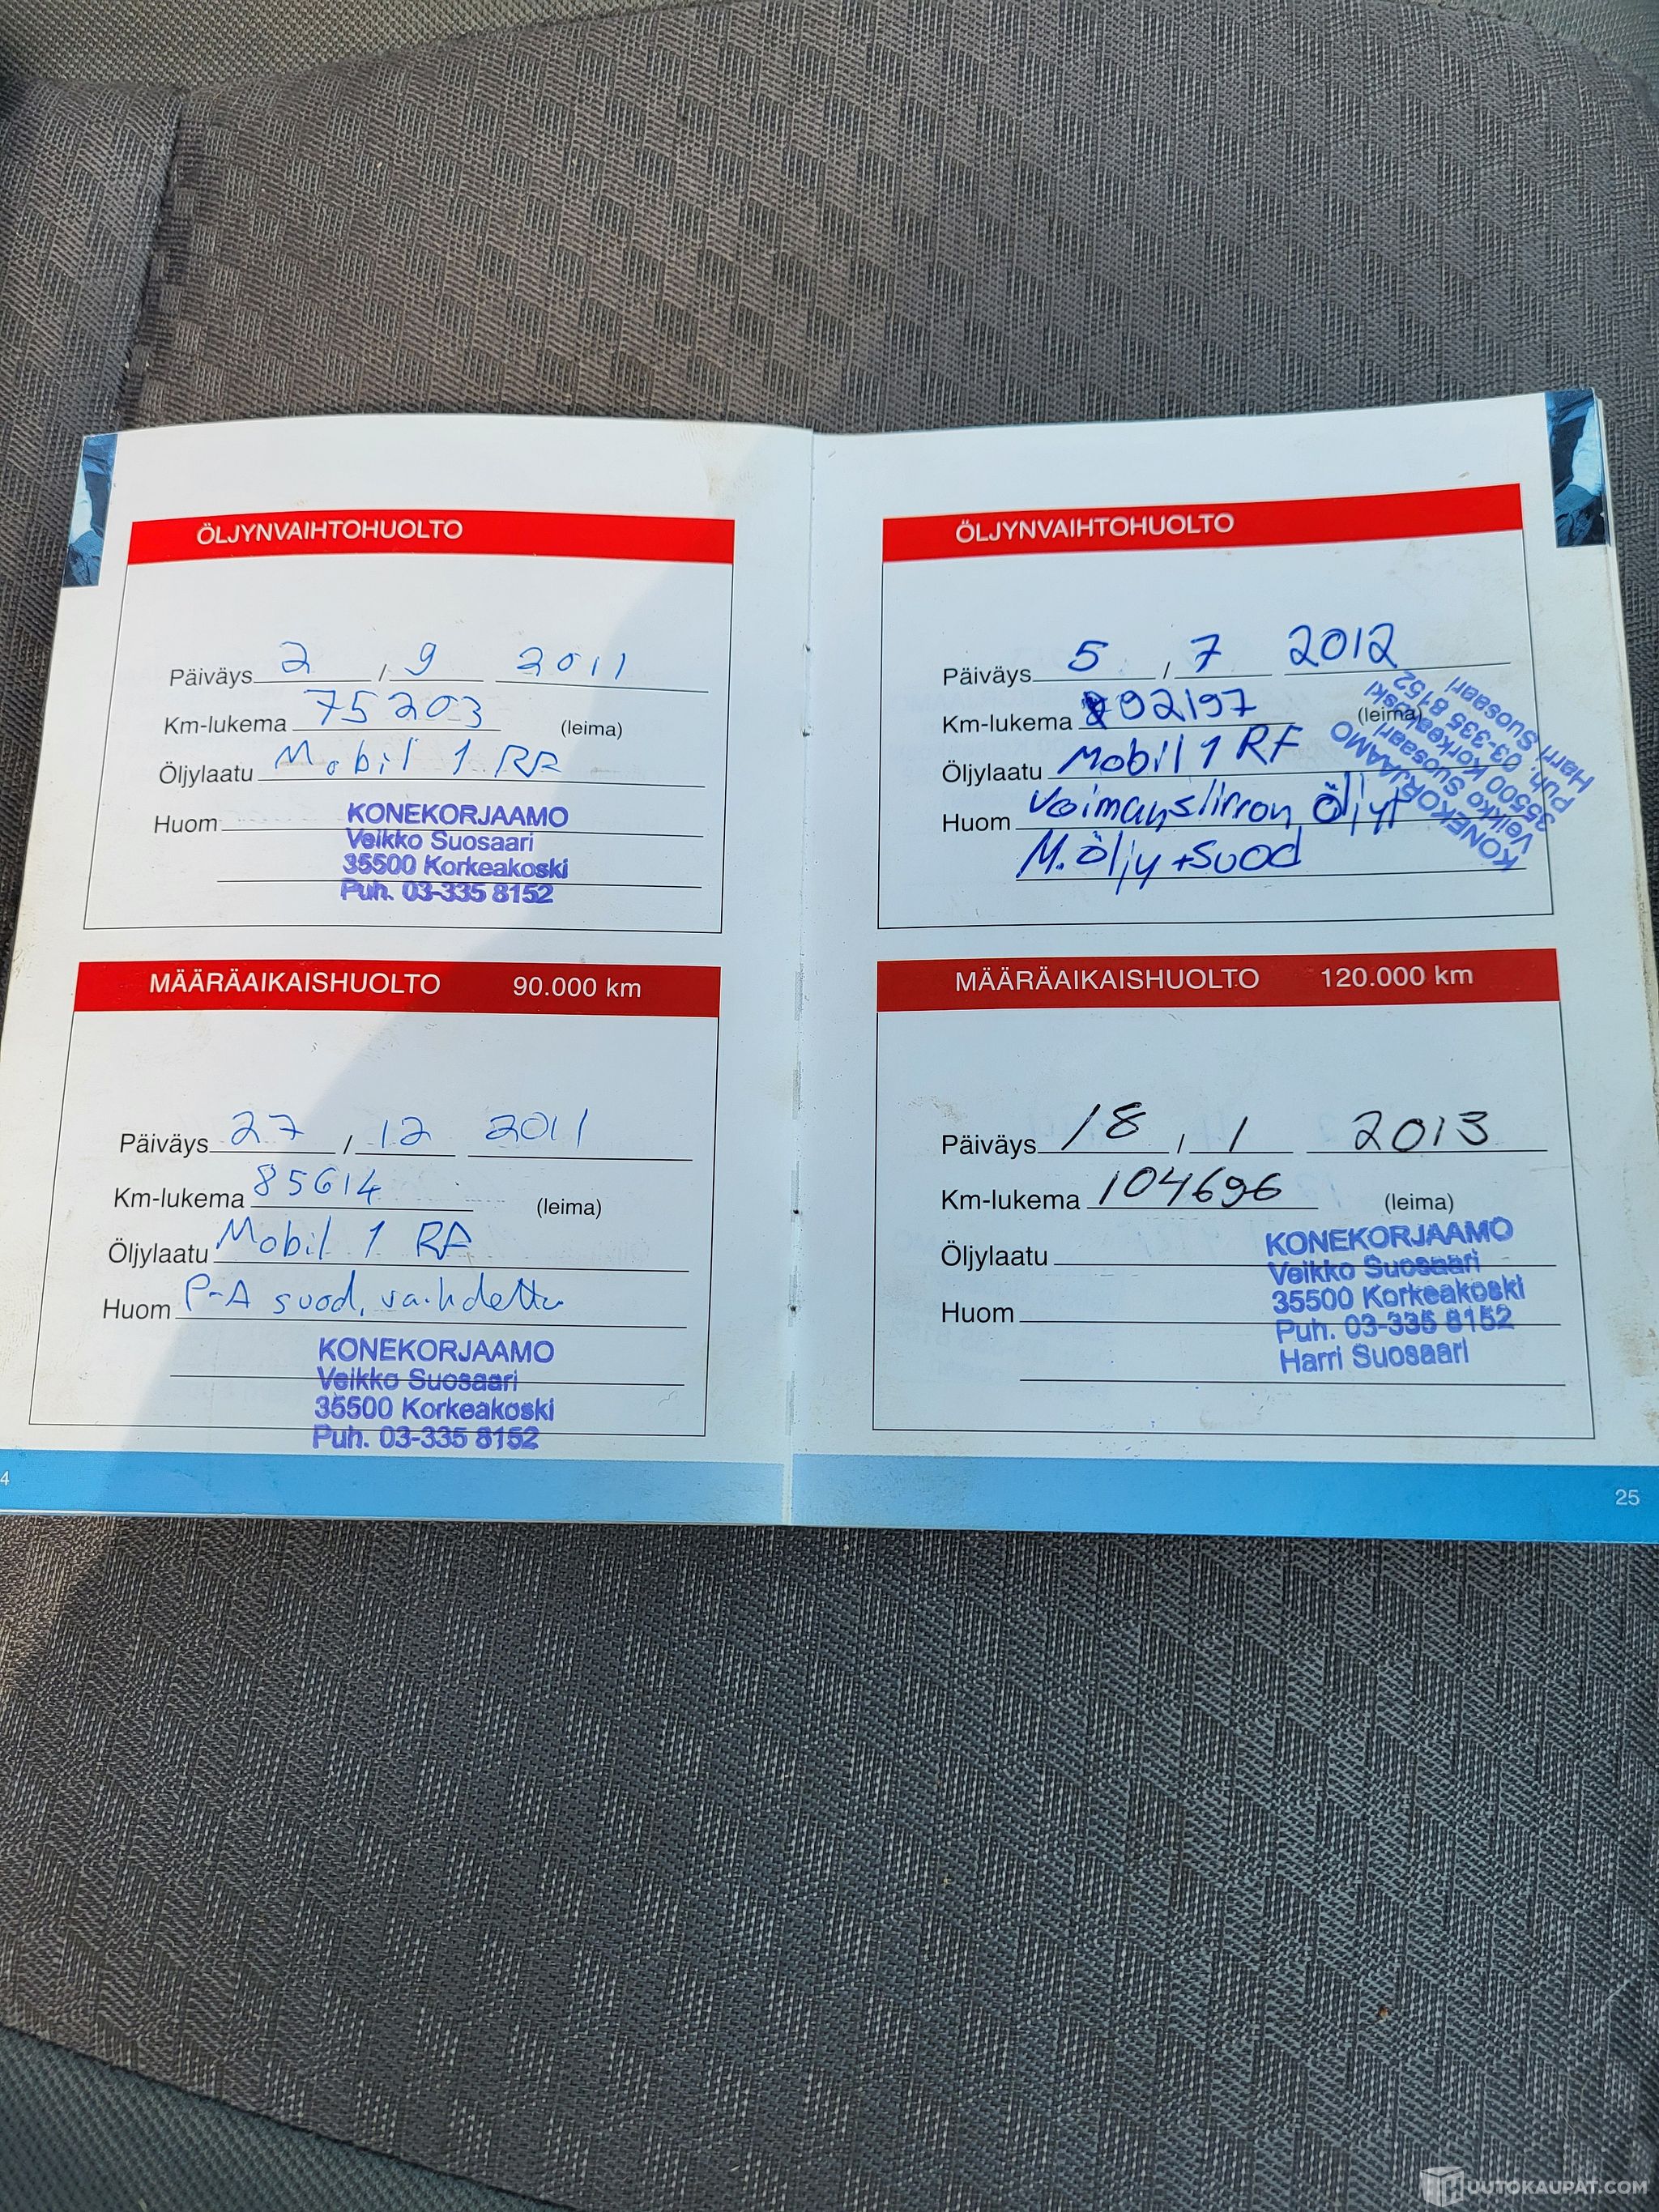 ÖLJYNVAIHTOHUOLTO
Päiväys 2 / 9 2011
Km-lukema 75203 (leima)
Öljylaatu Mobil 1 RR
Huom
KONEKORJAAMO
Veikko Suosaari
35500 Korkeakoski
Puh. 03-335 8152
MÄÄRÄAIKAISHUOLTO 90.000 km
Päiväys 27 / 12 2011
Km-lukema 85614 (leima)
Öljylaatu Mobil 1 RA
Huom P-A suod. vaihdettu
KONEKORJAAMO
Veikko Suosaari
35500 Korkeakoski
Puh. 03-335 8152
4
ÖLJYNVAIHTOHUOLTO
Päiväys 5 / 7 2012
Km-lukema 92197 (leima)
Öljylaatu Mobil 1 RF
Huom Voimansiirron Öljyt
M.Öljy+Suod
KONEKORJAAMO
Veikko Suosaari
35500 Korkeakoski
Puh. 03-335 8152
Harri Suosaari
MÄÄRÄAIKAISHUOLTO 120.000 km
Päiväys 18 / 1 2013
Km-lukema 104696 (leima)
Öljylaatu
Huom
KONEKORJAAMO
Veikko Suosaari
35500 Korkeakoski
Puh. 03-335 8152
Harri Suosaari
25
HUUTOKAUPAT.COM